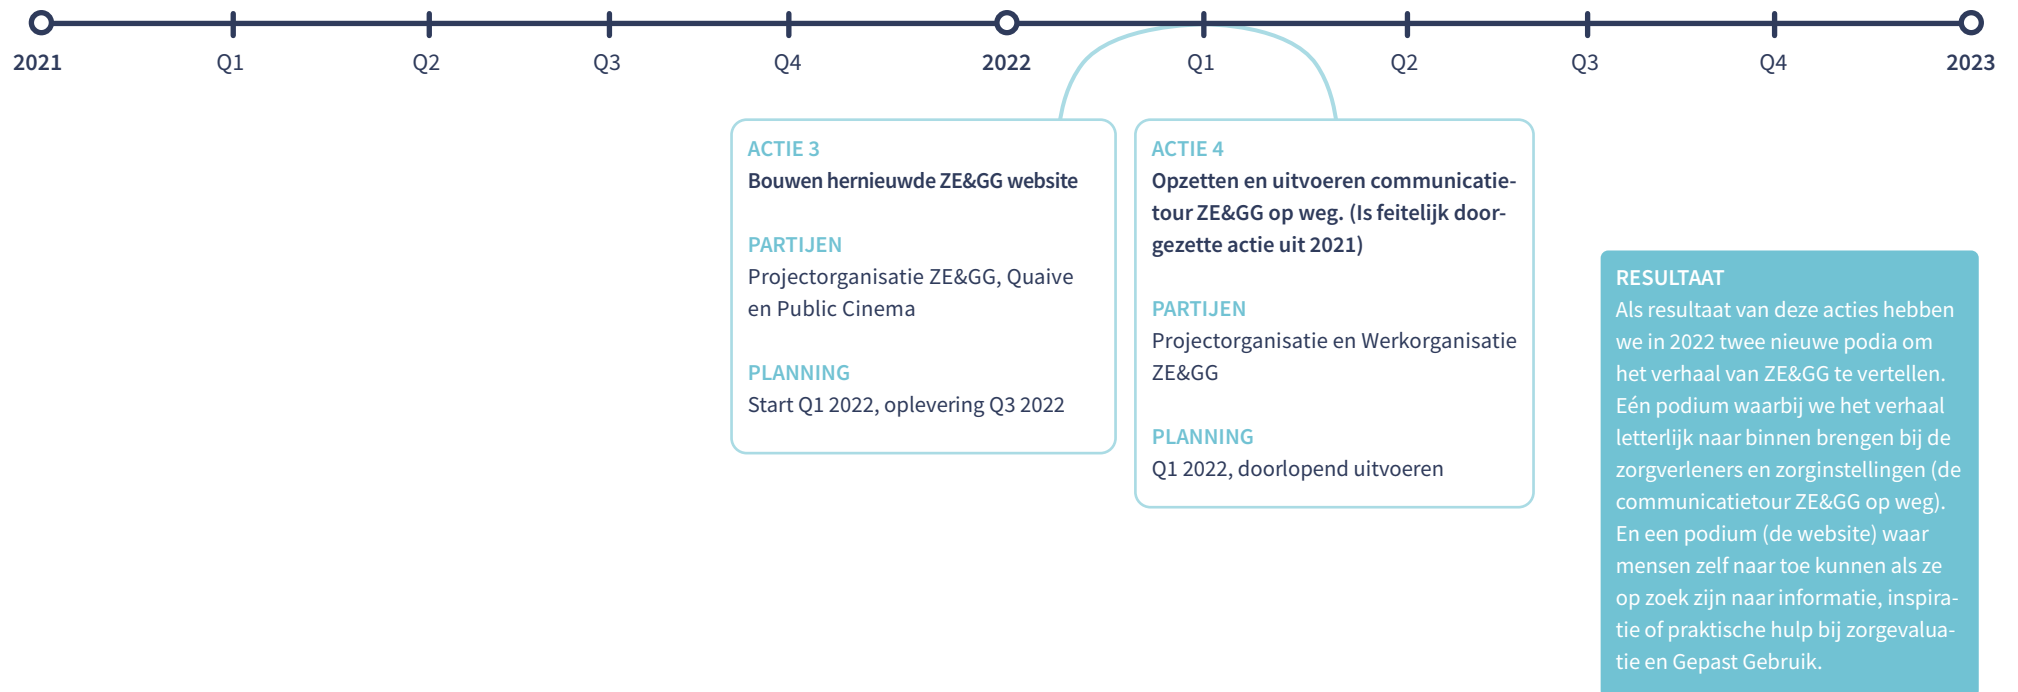 2021 Q1 Q2 Q3 Q4 2022 Q1 Q2 Q3 Q4 2023
ACTIE 3
Bouwen hernieuwde ZE&GG website
PARTIJEN
Projectorganisatie ZE&GG, Quaive
en Public Cinema
PLANNING
Start Q1 2022, oplevering Q3 2022
ACTIE 4
Opzetten en uitvoeren communicatie-
tour ZE&GG op weg. (Is feitelijk door-
gezette actie uit 2021)
PARTIJEN
Projectorganisatie en Werkorganisatie
ZE&GG
PLANNING
Q1 2022, doorlopend uitvoeren
RESULTAAT
Als resultaat van deze acties hebben
we in 2022 twee nieuwe podia om
het verhaal van ZE&GG te vertellen.
Eén podium waarbij we het verhaal
letterlijk naar binnen brengen bij de
zorgverleners en zorginstellingen (de
communicatietour ZE&GG op weg).
En een podium (de website) waar
mensen zelf naar toe kunnen als ze
op zoek zijn naar informatie, inspira-
tie of praktische hulp bij zorgevalua-
tie en Gepast Gebruik.